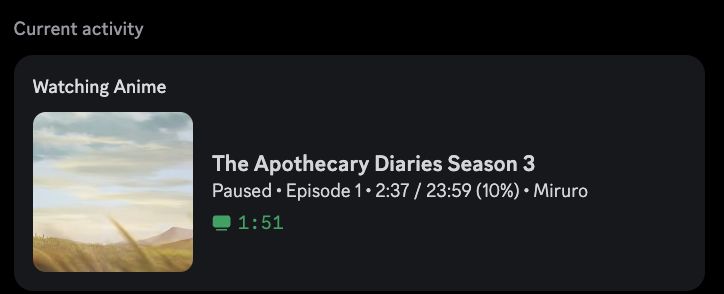 Current activity
Watching Anime
The Apothecary Diaries Season 3
Paused • Episode 1 • 2:37 / 23:59 (10%) • Miruro
1:51